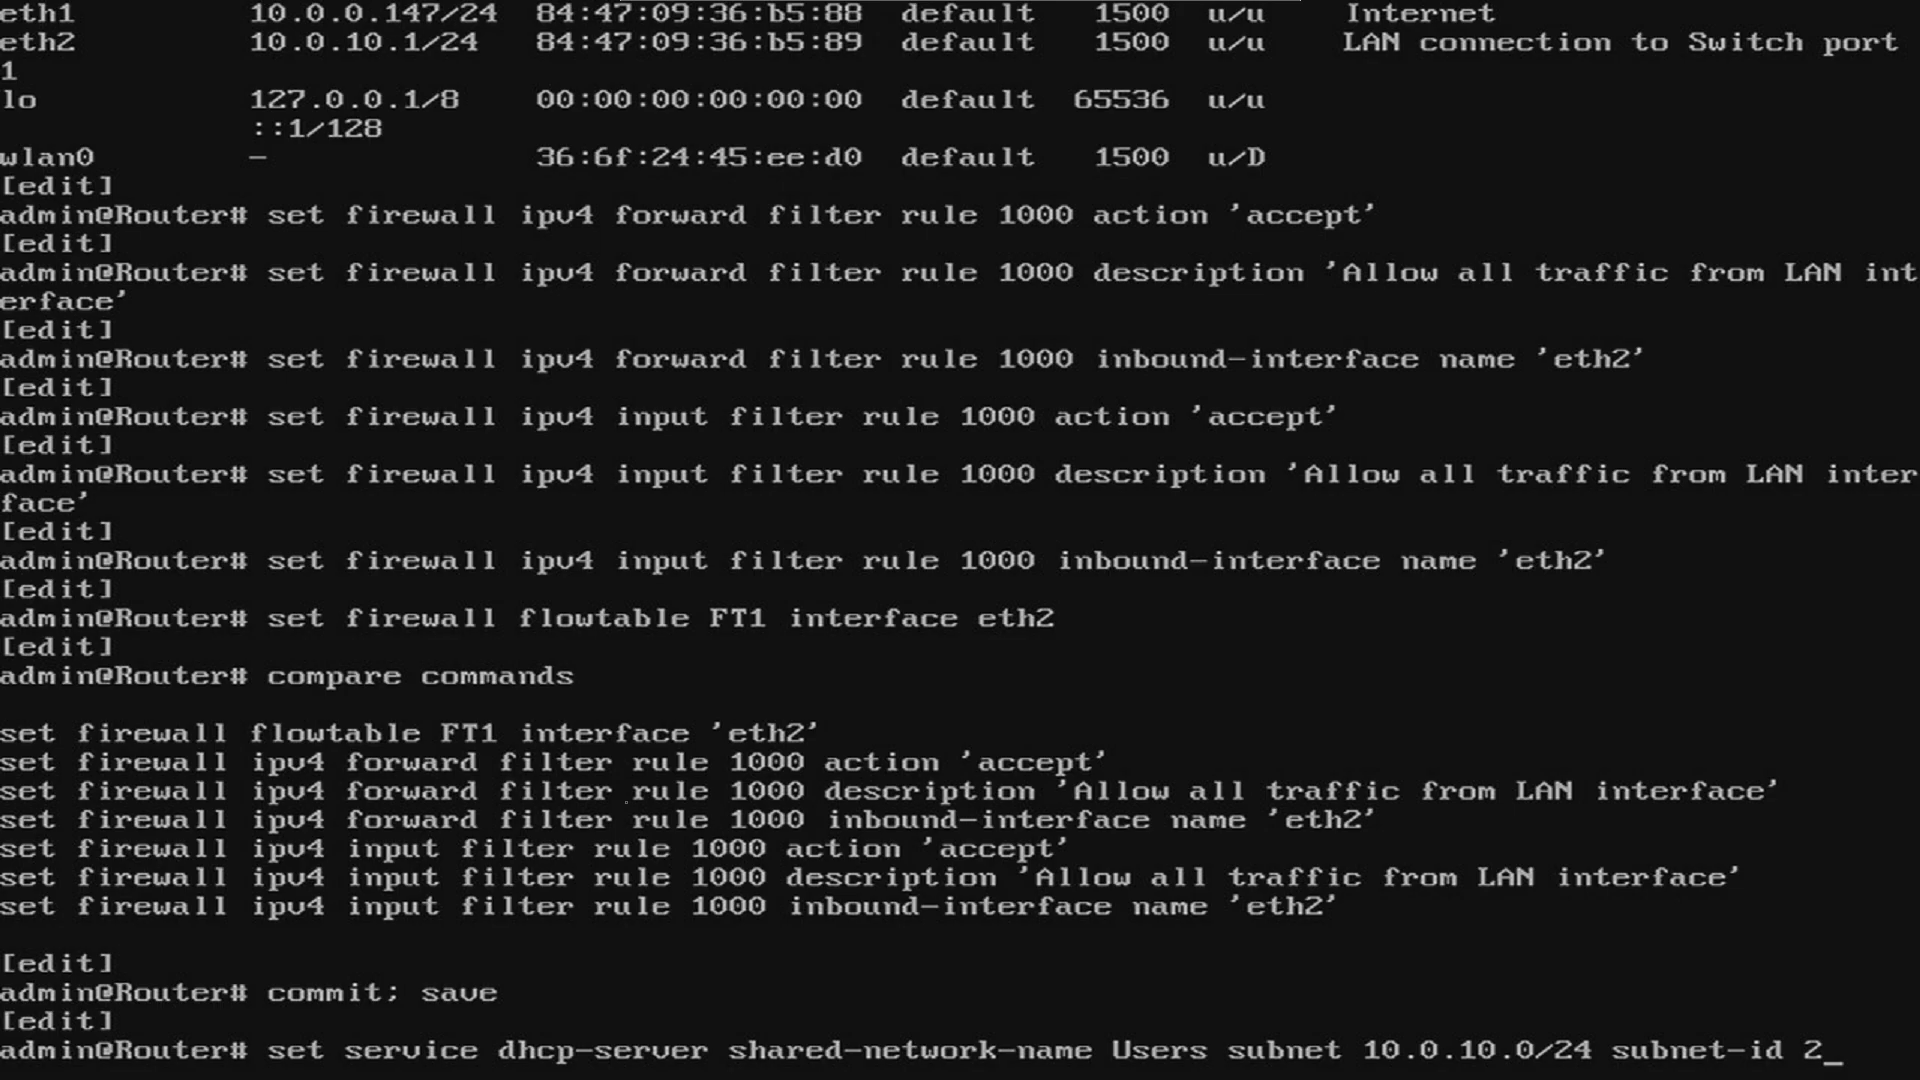 eth1 10.0.0.147/24 84:47:09:36:b5:88 default 1500 u/u Internet
eth2 10.0.10.1/24 84:47:09:36:b5:89 default 1500 u/u LAN connection to Switch port
1
lo 127.0.0.1/8 00:00:00:00:00:00 default 65536 u/u
::1/128
wlan0 - 36:6f:24:45:ee:d0 default 1500 u/D
[edit]
admin@Router# set firewall ipv4 forward filter rule 1000 action 'accept'
[edit]
admin@Router# set firewall ipv4 forward filter rule 1000 description 'Allow all traffic from LAN int
erface'
[edit]
admin@Router# set firewall ipv4 forward filter rule 1000 inbound-interface name 'eth2'
[edit]
admin@Router# set firewall ipv4 input filter rule 1000 action 'accept'
[edit]
admin@Router# set firewall ipv4 input filter rule 1000 description 'Allow all traffic from LAN inter
face'
[edit]
admin@Router# set firewall ipv4 input filter rule 1000 inbound-interface name 'eth2'
[edit]
admin@Router# set firewall flowtable FT1 interface eth2
[edit]
admin@Router# compare commands
set firewall flowtable FT1 interface 'eth2'
set firewall ipv4 forward filter rule 1000 action 'accept'
set firewall ipv4 forward filter rule 1000 description 'Allow all traffic from LAN interface'
set firewall ipv4 forward filter rule 1000 inbound-interface name 'eth2'
set firewall ipv4 input filter rule 1000 action 'accept'
set firewall ipv4 input filter rule 1000 description 'Allow all traffic from LAN interface'
set firewall ipv4 input filter rule 1000 inbound-interface name 'eth2'
[edit]
admin@Router# commit; save
[edit]
admin@Router# set service dhcp-server shared-network-name Users subnet 10.0.10.0/24 subnet-id 2_